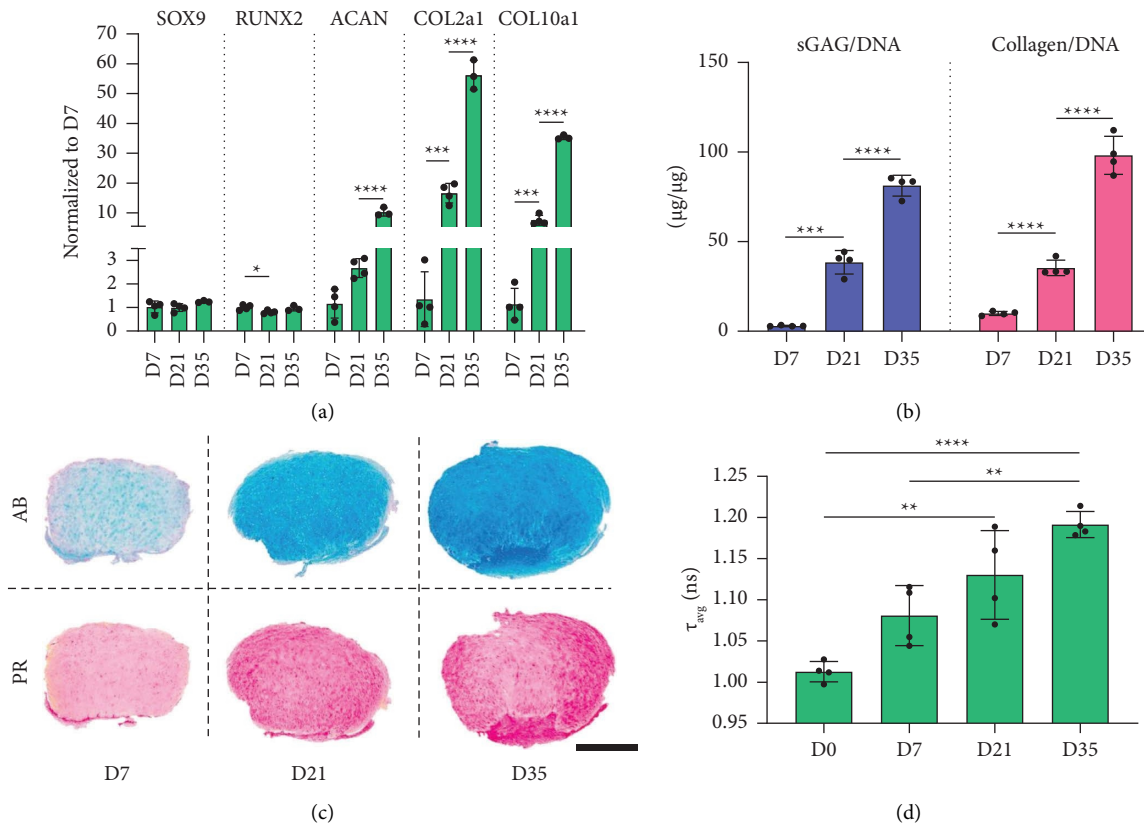 SOX9 RUNX2 ACAN COL2a1 COL10a1
Normalized to D7
70
60
50
40
30
20
10
3
2
1
0
* **** *** **** *** ****
D7 D21 D35 D7 D21 D35 D7 D21 D35 D7 D21 D35 D7 D21 D35
(a)
sGAG/DNA Collagen/DNA
(µg/µg)
150
100
50
0
*** **** **** ****
D7 D21 D35 D7 D21 D35
(b)
AB
PR
D7 D21 D35
(c)
τavg (ns)
1.25
1.20
1.15
1.10
1.05
1.00
0.95
****
**
**
D0 D7 D21 D35
(d)